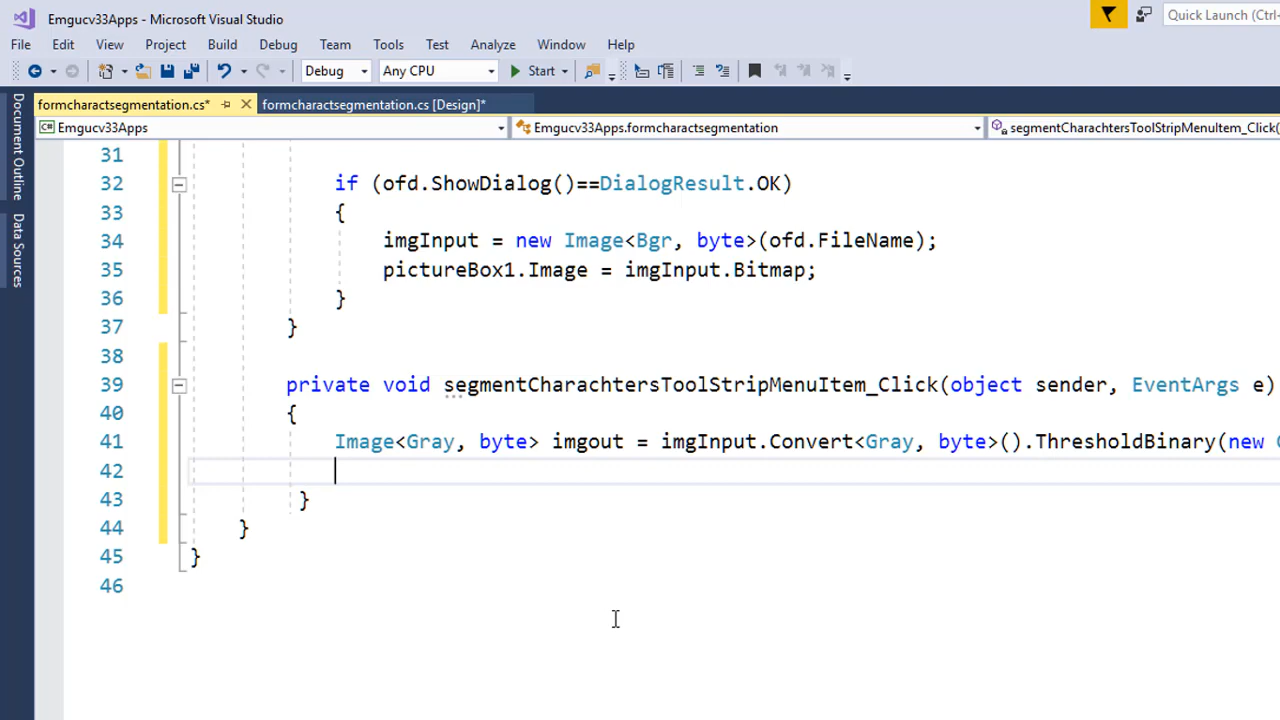 Emgucv33Apps - Microsoft Visual Studio
Quick Launch (Ctrl+
File Edit View Project Build Debug Team Tools Test Analyze Window Help
Debug Any CPU Start
formcharactsegmentation.cs* formcharactsegmentation.cs [Design]*
Emgucv33Apps Emgucv33Apps.formcharactsegmentation segmentCharachtersToolStripMenuItem_Click(
Document Outline
Data Sources
31
32 if (ofd.ShowDialog()==DialogResult.OK)
33 {
34 imgInput = new Image<Bgr, byte>(ofd.FileName);
35 pictureBox1.Image = imgInput.Bitmap;
36 }
37 }
38
39 private void segmentCharachtersToolStripMenuItem_Click(object sender, EventArgs e)
40 {
41 Image<Gray, byte> imgout = imgInput.Convert<Gray, byte>().ThresholdBinary(new
42
43 }
44 }
45 }
46